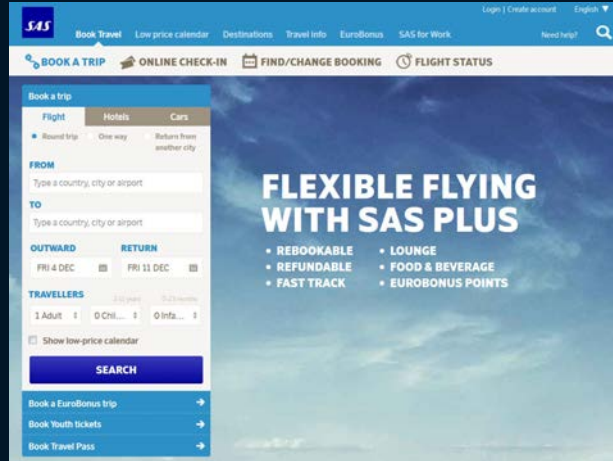 Login | Create account English
SAS
Book Travel Low price calendar Destinations Travel info EuroBonus SAS for Work Need help?
BOOK A TRIP ONLINE CHECK-IN FIND/CHANGE BOOKING FLIGHT STATUS
Book a trip
Flight Hotels Cars
Round trip One way Return from
another city
FROM
Type a country, city or airport
TO
Type a country, city or airport
OUTWARD RETURN
FRI 4 DEC FRI 11 DEC
TRAVELLERS
1 Adult 0 Chil... 0 Infa...
Show low-price calendar
SEARCH
Book a EuroBonus trip
Book Youth tickets
Book Travel Pass
FLEXIBLE FLYING
WITH SAS PLUS
• REBOOKABLE • LOUNGE
• REFUNDABLE • FOOD & BEVERAGE
• FAST TRACK • EUROBONUS POINTS